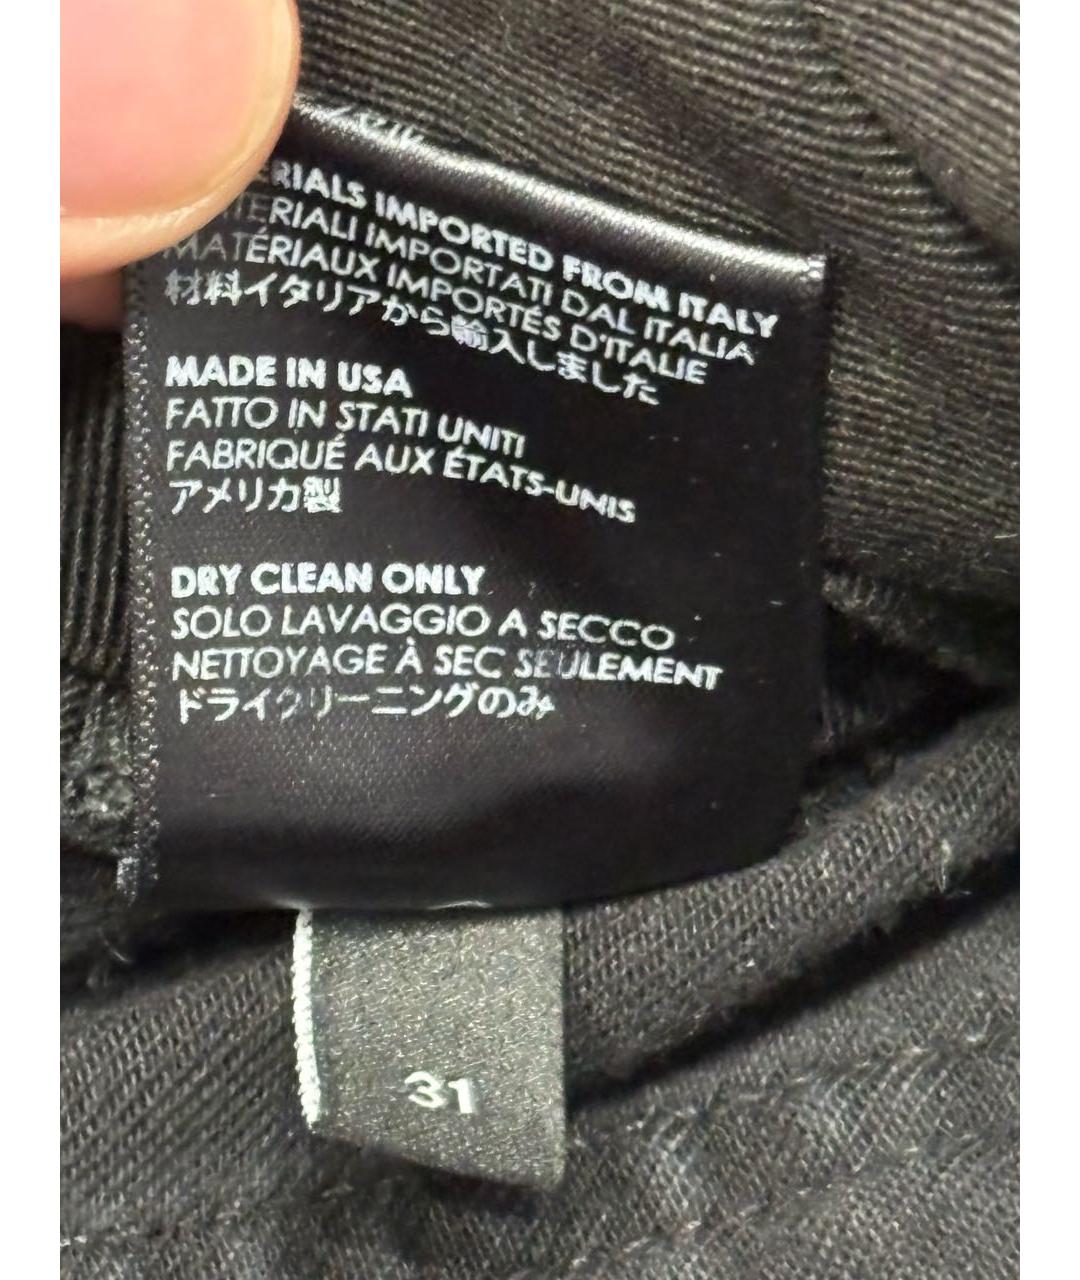 RIALS IMPORTED FROM ITALY
MATERIALI IMPORTATI DAL ITALIA
MATÉRIAUX IMPORTÉS D'ITALIE
材料イタリアから輸入しました
MADE IN USA
FATTO IN STATI UNITI
FABRIQUÉ AUX ÉTATS-UNIS
アメリカ製
DRY CLEAN ONLY
SOLO LAVAGGIO A SECCO
NETTOYAGE À SEC SEULEMENT
ドライクリーニングのみ
31